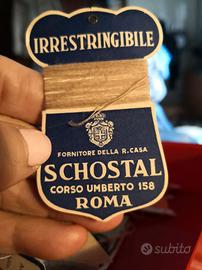 IRRESTRINGIBILE
FORNITORE DELLA R. CASA
SCHOSTAL
CORSO UMBERTO 158
ROMA
subito